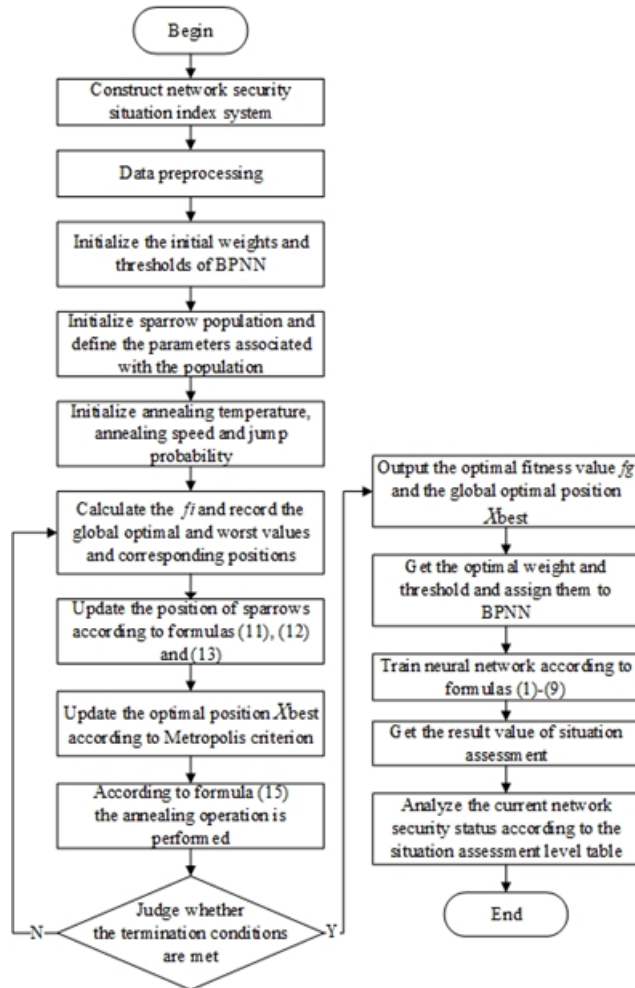 Begin
Construct network security
situation index system
Data preprocessing
Initialize the initial weights and
thresholds of BPNN
Initialize sparrow population and
define the parameters associated
with the population
Initialize annealing temperature,
annealing speed and jump
probability
Calculate the fi and record the
global optimal and worst values
and corresponding positions
Update the position of sparrows
according to formulas (11), (12)
and (13)
Update the optimal position Xbest
according to Metropolis criterion
According to formula (15)
the annealing operation is
performed
Judge whether
the termination conditions
are met
N
Y
Output the optimal fitness value fg
and the global optimal position
Xbest
Get the optimal weight and
threshold and assign them to
BPNN
Train neural network according to
formulas (1)-(9)
Get the result value of situation
assessment
Analyze the current network
security status according to the
situation assessment level table
End